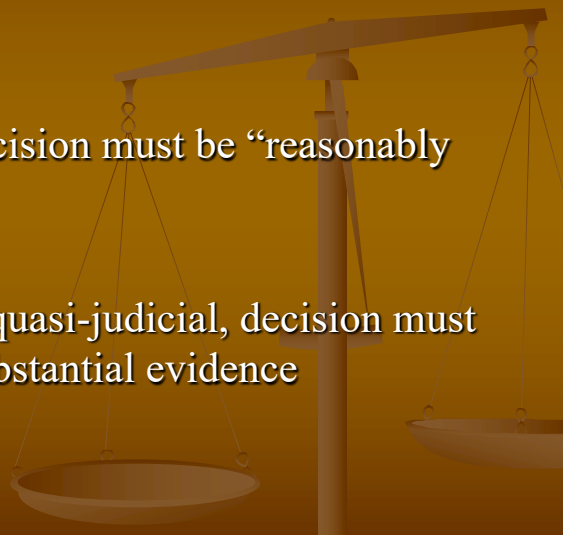 cision must be “reasonably
quasi-judicial, decision must
bstantial evidence